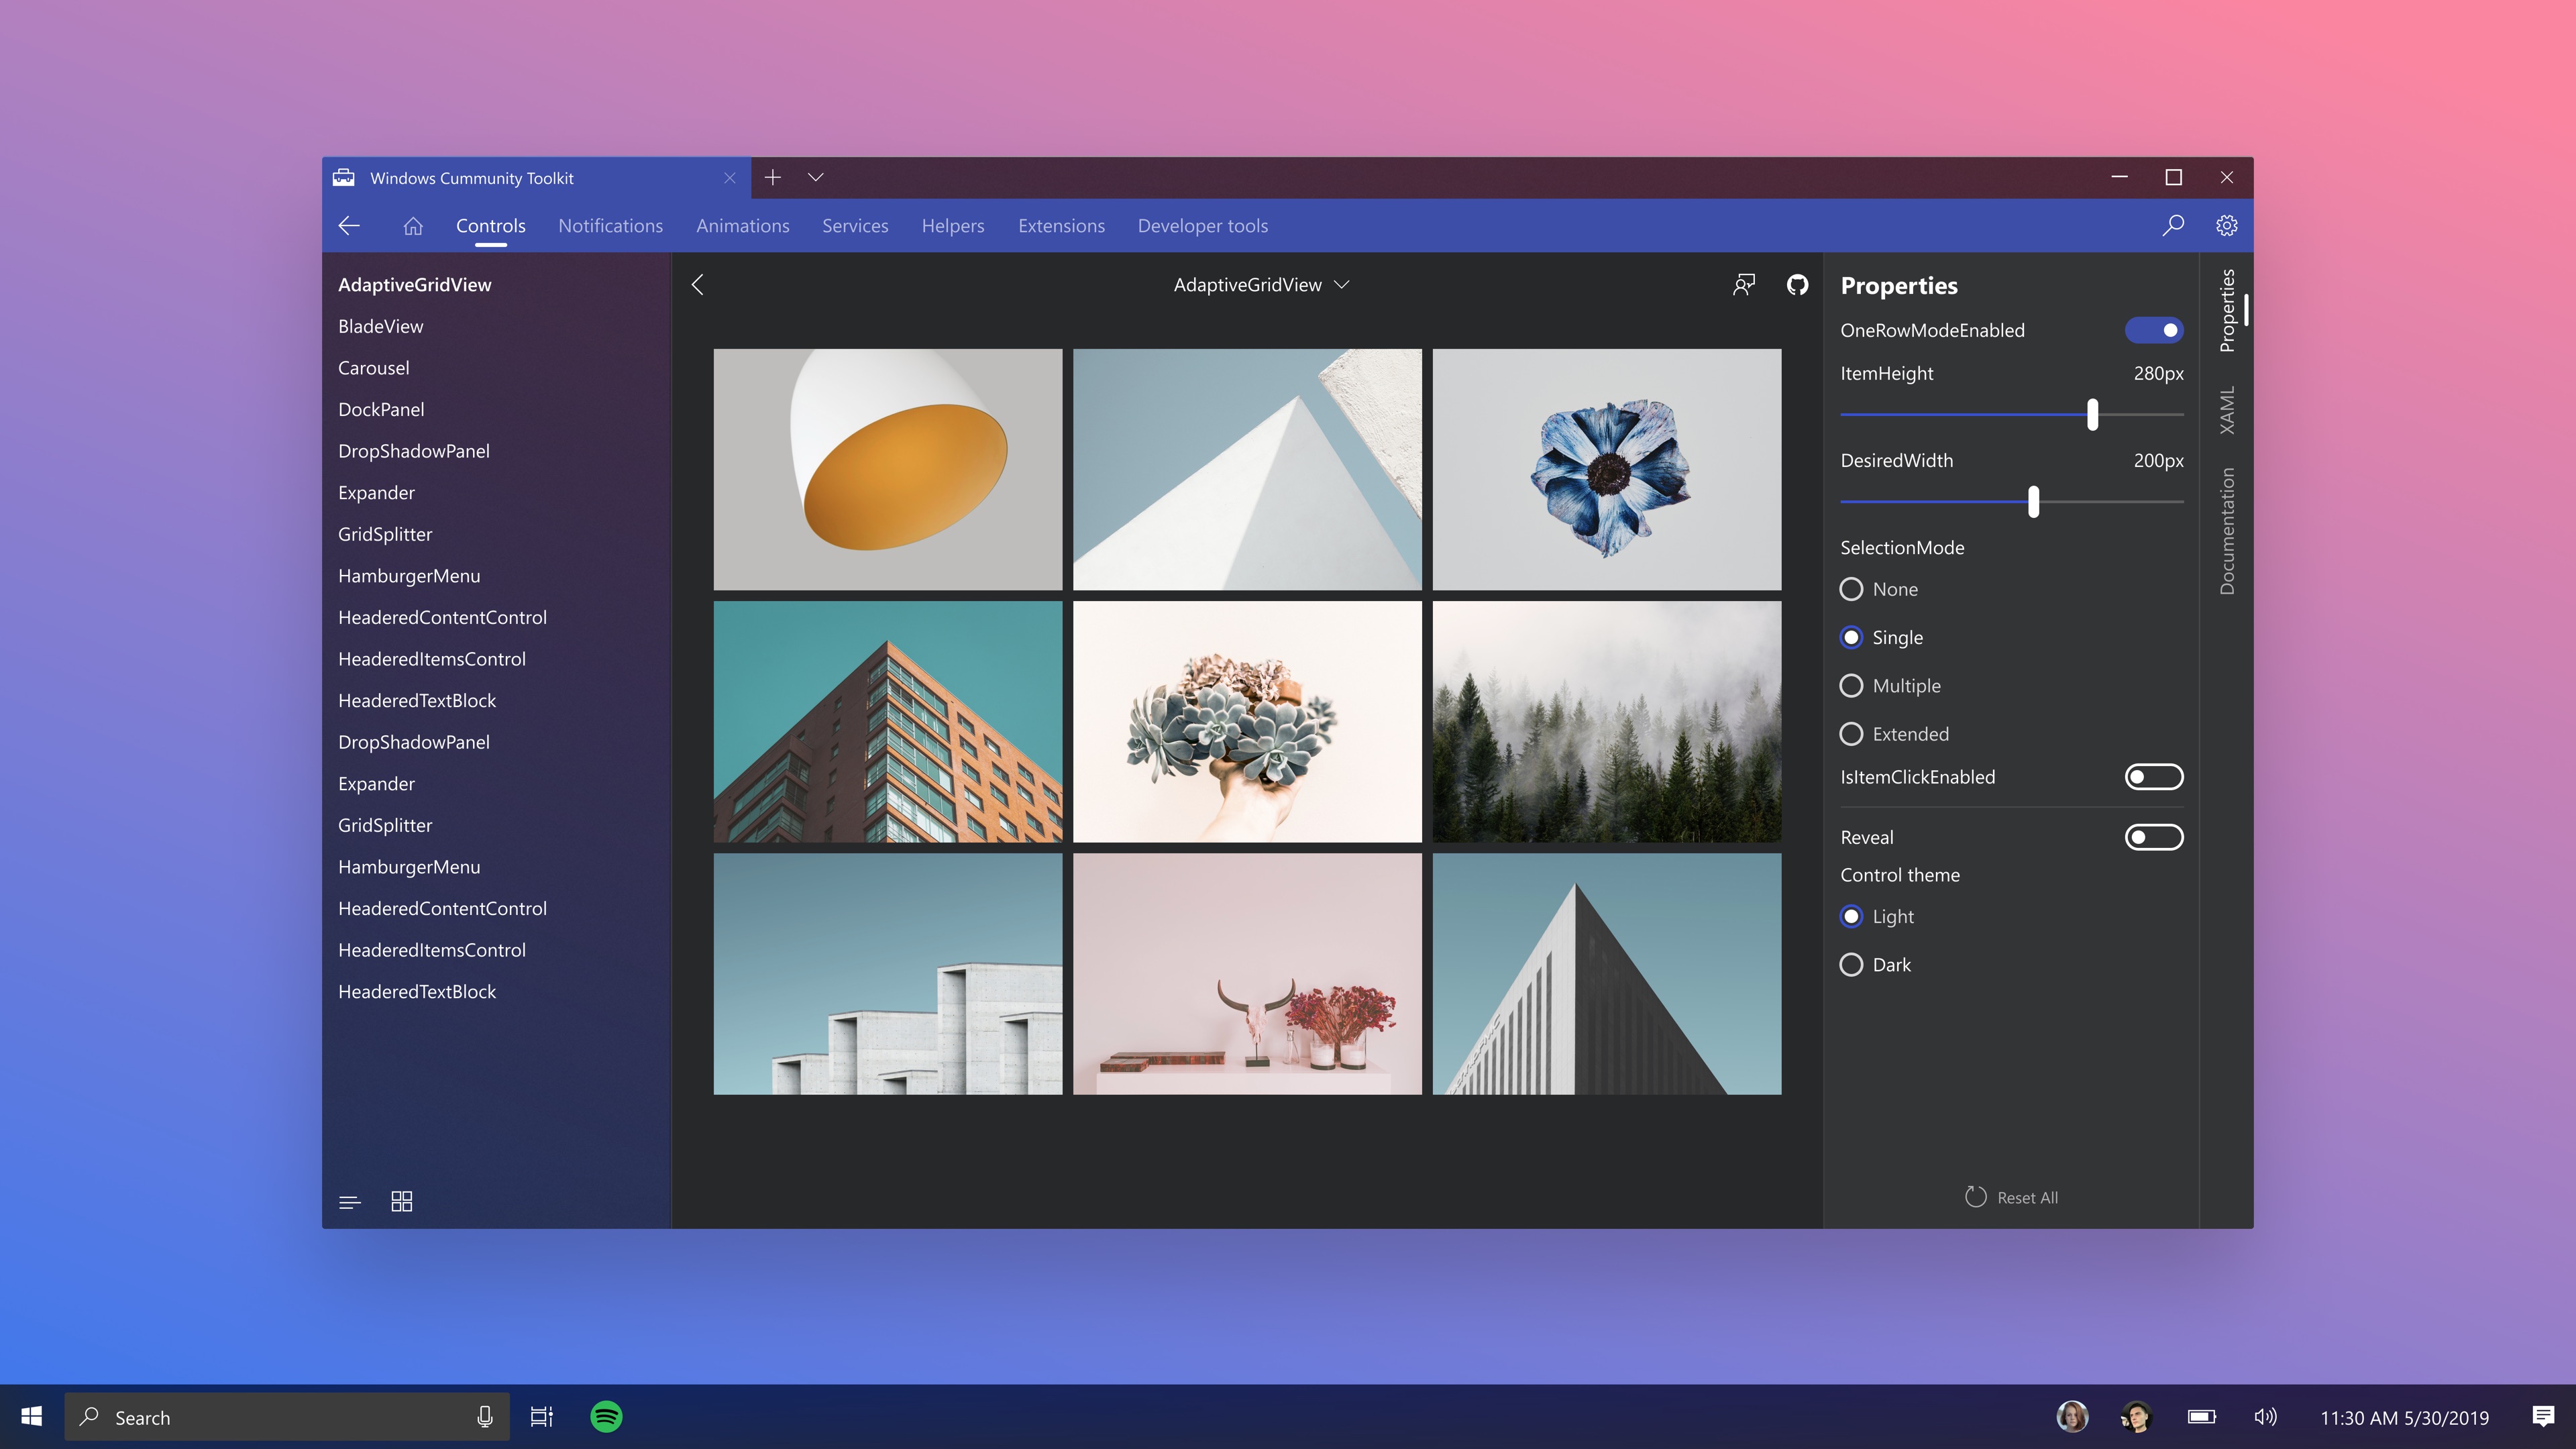 Windows Cummunity Toolkit
Controls
Notifications
Animations
Services
Helpers
Extensions
Developer tools
AdaptiveGridView
BladeView
Carousel
DockPanel
DropShadowPanel
Expander
GridSplitter
HamburgerMenu
HeaderedContentControl
HeaderedItemsControl
HeaderedTextBlock
DropShadowPanel
Expander
GridSplitter
HamburgerMenu
HeaderedContentControl
HeaderedItemsControl
HeaderedTextBlock
AdaptiveGridView
Properties
OneRowModeEnabled
ItemHeight 280px
DesiredWidth 200px
SelectionMode
None
Single
Multiple
Extended
IsItemClickEnabled
Reveal
Control theme
Light
Dark
Reset All
Properties
XAML
Documentation
Search
11:30 AM 5/30/2019